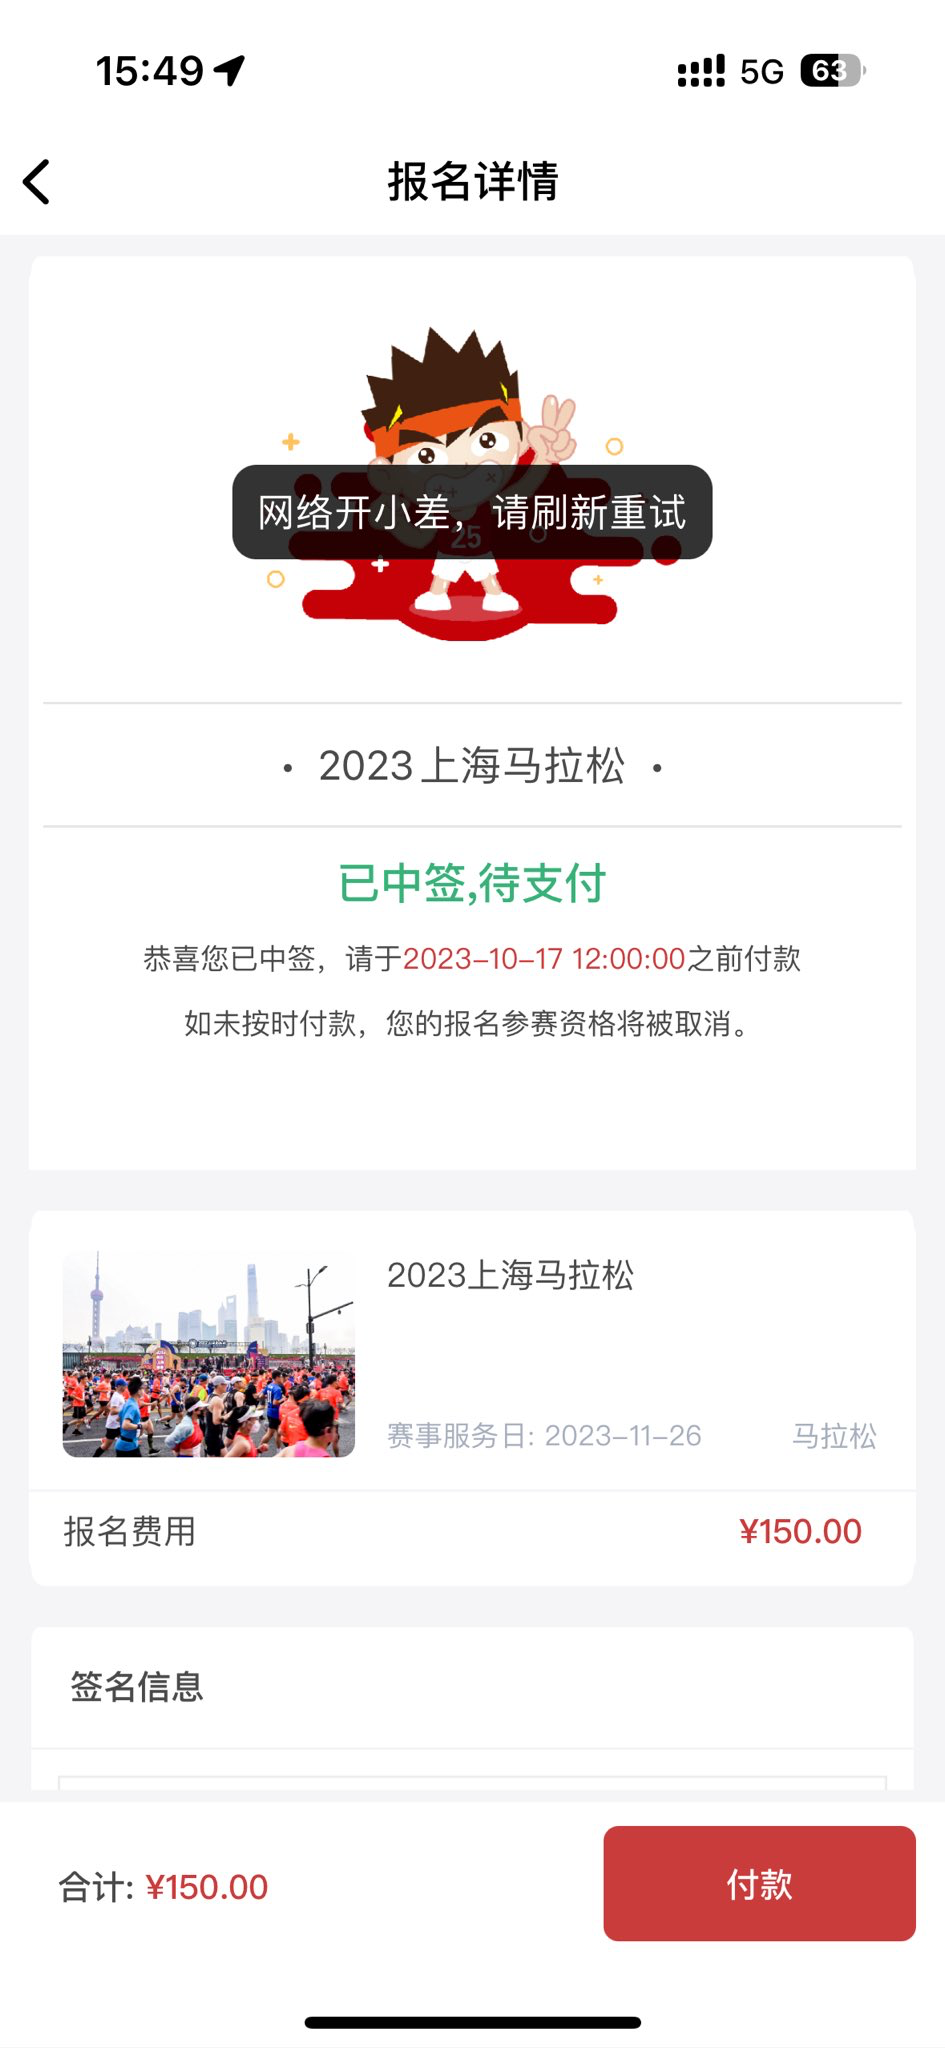 15:49
5G 63
报名详情
网络开小差，请刷新重试
25
· 2023上海马拉松 ·
已中签,待支付
恭喜您已中签，请于2023-10-17 12:00:00之前付款
如未按时付款，您的报名参赛资格将被取消。
2023上海马拉松
赛事服务日: 2023-11-26 马拉松
报名费用 ¥150.00
签名信息
合计: ¥150.00 付款